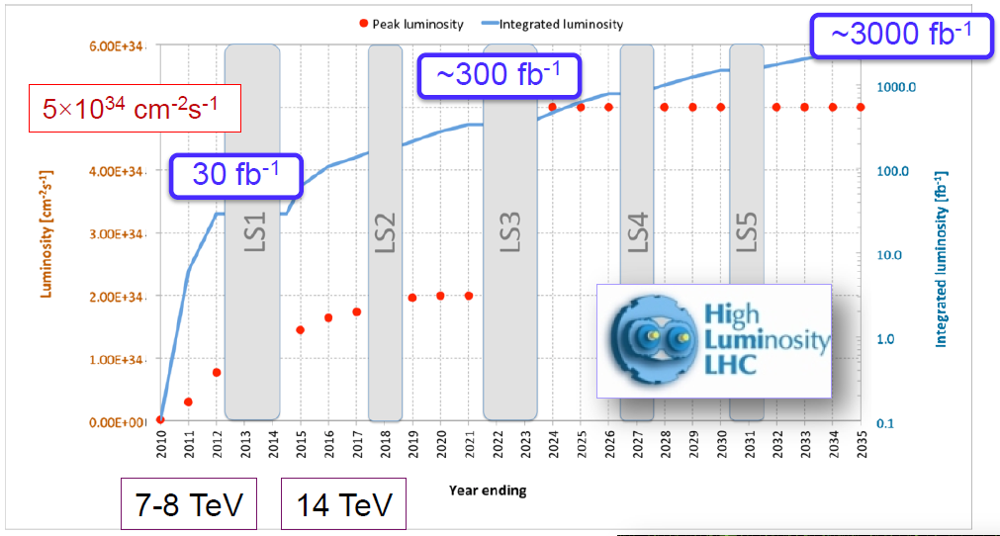 Peak luminosity
Integrated luminosity
~3000 fb-1
~300 fb-1
5×1034 cm-2s-1
30 fb-1
6.00E+34
4.00E+34
3.00E+34
2.00E+34
1.00E+34
0.00E+00
Luminosity [cm-2s-1]
LS1
LS2
LS3
LS4
LS5
1000.0
100.0
10.0
1.0
0.1
Integrated luminosity [fb-1]
High
Luminosity
LHC
2010
2011
2012
2013
2014
2015
2016
2017
2018
2019
2020
2021
2022
2023
2024
2025
2026
2027
2028
2029
2030
2031
2032
2033
2034
2035
Year ending
7-8 TeV
14 TeV